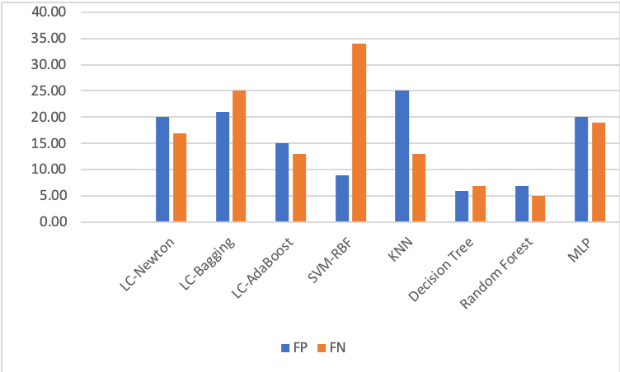 40.00
35.00
30.00
25.00
20.00
15.00
10.00
5.00
0.00
LC-Newton
LC-Bagging
LC-AdaBoost
SVM-RBF
KNN
Decision Tree
Random Forest
MLP
FP FN